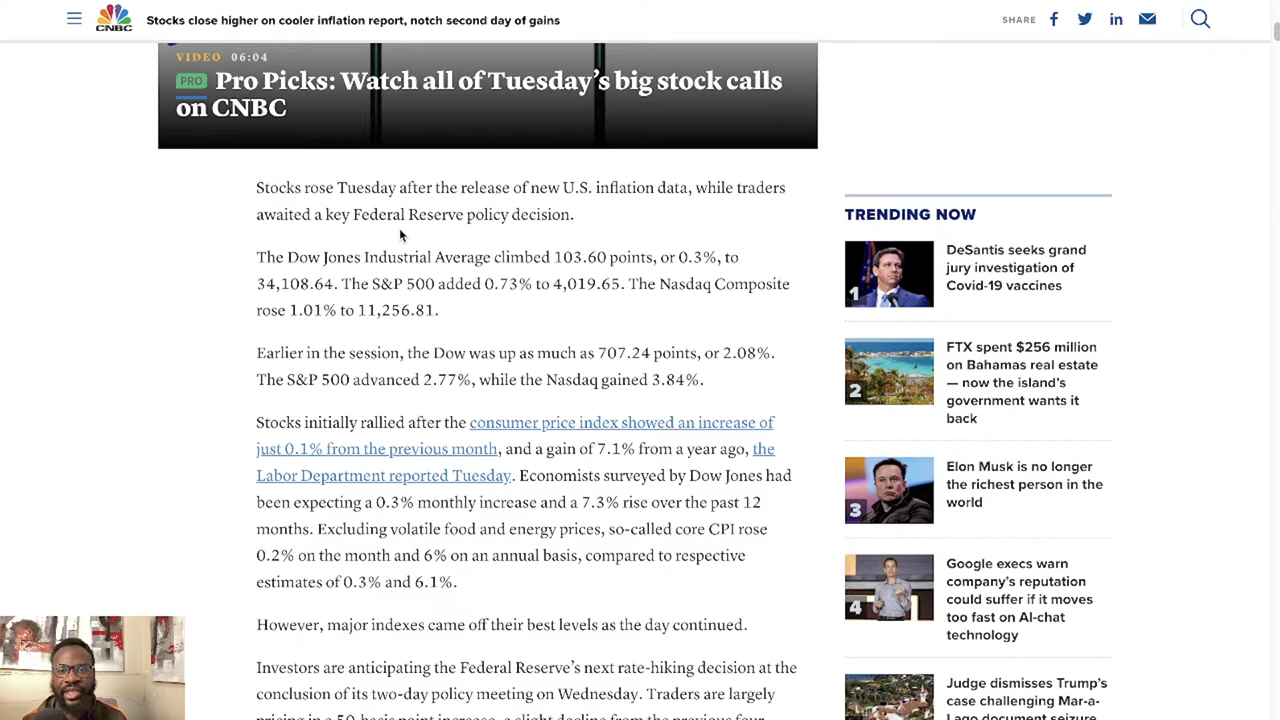 CNBC
Stocks close higher on cooler inflation report, notch second day of gains
SHARE
VIDEO 06:04
PRO Pro Picks: Watch all of Tuesday’s big stock calls
on CNBC
Stocks rose Tuesday after the release of new U.S. inflation data, while traders
awaited a key Federal Reserve policy decision.
The Dow Jones Industrial Average climbed 103.60 points, or 0.3%, to
34,108.64. The S&P 500 added 0.73% to 4,019.65. The Nasdaq Composite
rose 1.01% to 11,256.81.
Earlier in the session, the Dow was up as much as 707.24 points, or 2.08%.
The S&P 500 advanced 2.77%, while the Nasdaq gained 3.84%.
Stocks initially rallied after the consumer price index showed an increase of
just 0.1% from the previous month, and a gain of 7.1% from a year ago, the
Labor Department reported Tuesday. Economists surveyed by Dow Jones had
been expecting a 0.3% monthly increase and a 7.3% rise over the past 12
months. Excluding volatile food and energy prices, so-called core CPI rose
0.2% on the month and 6% on an annual basis, compared to respective
estimates of 0.3% and 6.1%.
However, major indexes came off their best levels as the day continued.
Investors are anticipating the Federal Reserve’s next rate-hiking decision at the
conclusion of its two-day policy meeting on Wednesday. Traders are largely
pricing in a 50-basis point increase, a slight decline from the previous four
TRENDING NOW
1
DeSantis seeks grand
jury investigation of
Covid-19 vaccines
2
FTX spent $256 million
on Bahamas real estate
— now the island’s
government wants it
back
3
Elon Musk is no longer
the richest person in the
world
4
Google execs warn
company’s reputation
could suffer if it moves
too fast on AI-chat
technology
Judge dismisses Trump’s
case challenging Mar-a-
Lago document seizure